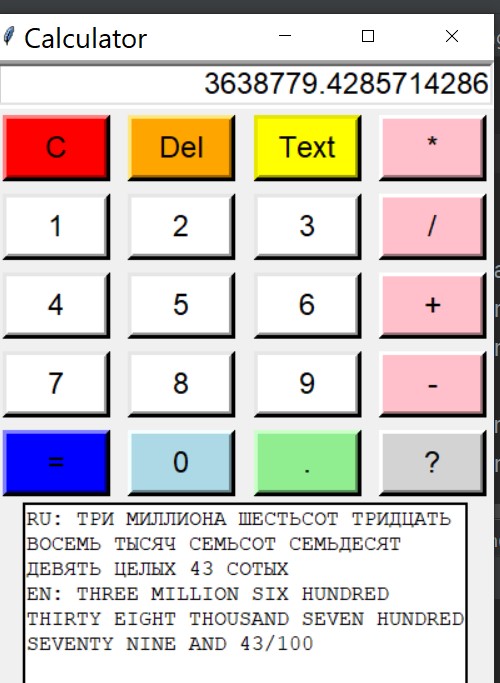 Calculator
3638779.4285714286
C Del Text *
1 2 3 /
4 5 6 +
7 8 9 -
= 0 . ?
RU: ТРИ МИЛЛИОНА ШЕСТЬСОТ ТРИДЦАТЬ
ВОСЕМЬ ТЫСЯЧ СЕМЬСОТ СЕМЬДЕСЯТ
ДЕВЯТЬ ЦЕЛЫХ 43 СОТЫХ
EN: THREE MILLION SIX HUNDRED
THIRTY EIGHT THOUSAND SEVEN HUNDRED
SEVENTY NINE AND 43/100